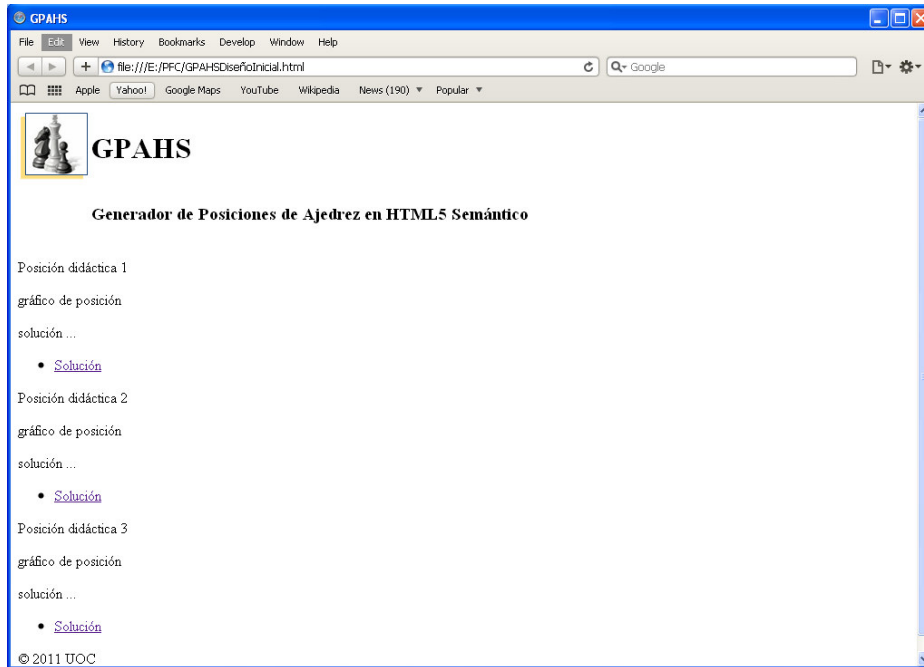 GPAHS
File Edit View History Bookmarks Develop Window Help
file:///E:/PFC/GPAHSDiseñoInicial.html
Google
Apple Yahoo! Google Maps YouTube Wikipedia News (190) Popular
GPAHS
Generador de Posiciones de Ajedrez en HTML5 Semántico
Posición didáctica 1
gráfico de posición
solución ...
Solución
Posición didáctica 2
gráfico de posición
solución ...
Solución
Posición didáctica 3
gráfico de posición
solución ...
Solución
© 2011 UOC